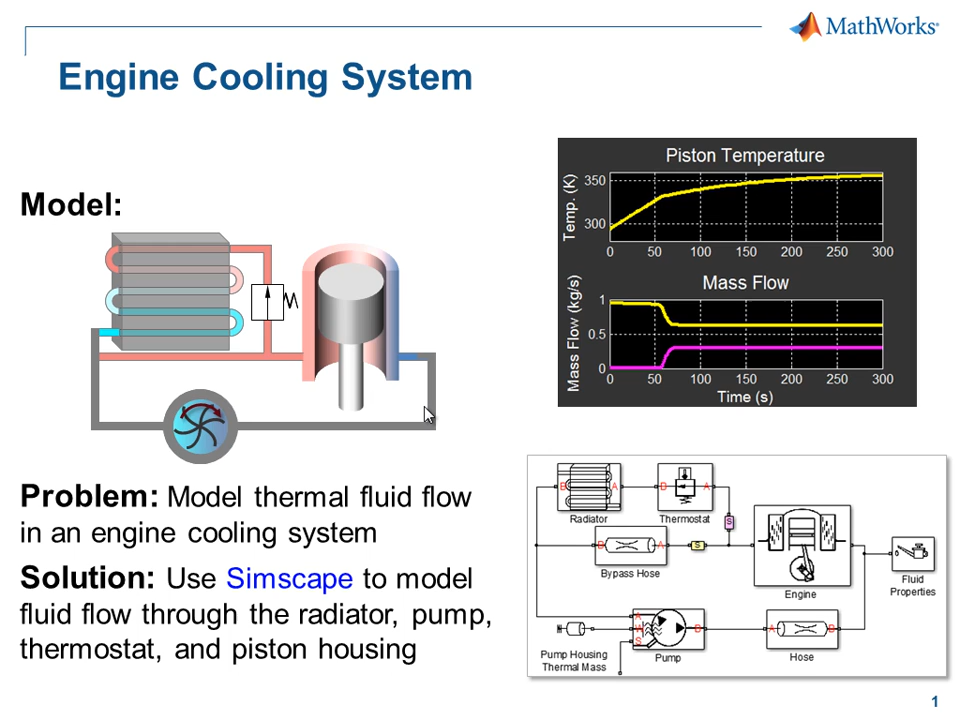 MathWorks®
Engine Cooling System
Model:
Piston Temperature
Temp. (K)
350
300
0 50 100 150 200 250 300
Mass Flow
Mass Flow (kg/s)
1
0.5
0
0 50 100 150 200 250 300
Time (s)
Problem: Model thermal fluid flow
in an engine cooling system
Solution: Use Simscape to model
fluid flow through the radiator, pump,
thermostat, and piston housing
B A
Radiator
B A
Thermostat
S
B A
Bypass Hose
S
Engine
Fluid
Properties
A
H
S
B
Pump
Pump Housing
Thermal Mass
A B
Hose
1